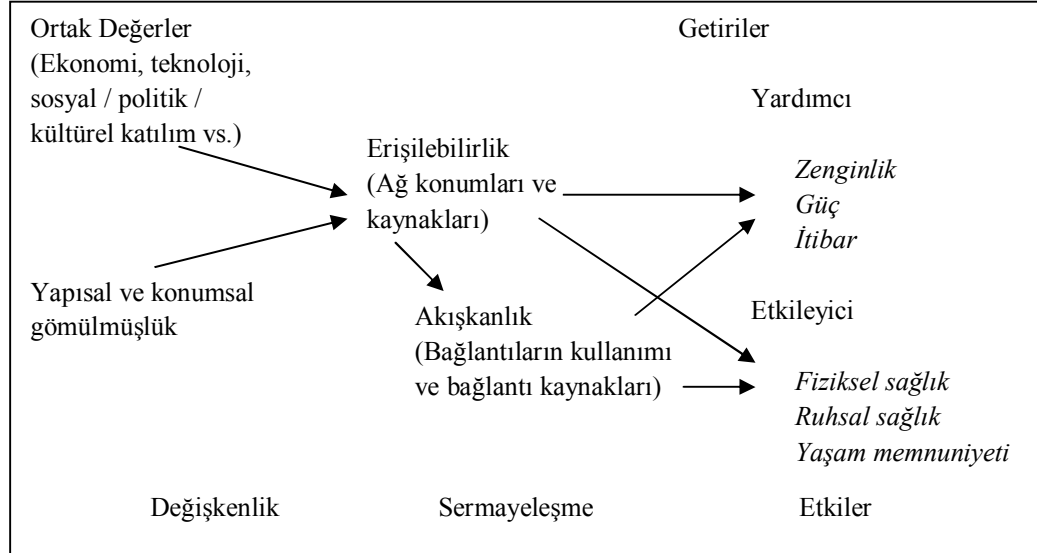 Ortak Değerler
(Ekonomi, teknoloji,
sosyal / politik /
kültürel katılım vs.)
Yapısal ve konumsal
gömülmüşlük
Erişilebilirlik
(Ağ konumları ve
kaynakları)
Akışkanlık
(Bağlantıların kullanımı
ve bağlantı kaynakları)
Getiriler
Yardımcı
Zenginlik
Güç
İtibar
Etkileyici
Fiziksel sağlık
Ruhsal sağlık
Yaşam memnuniyeti
Değişkenlik
Sermayeleşme
Etkiler